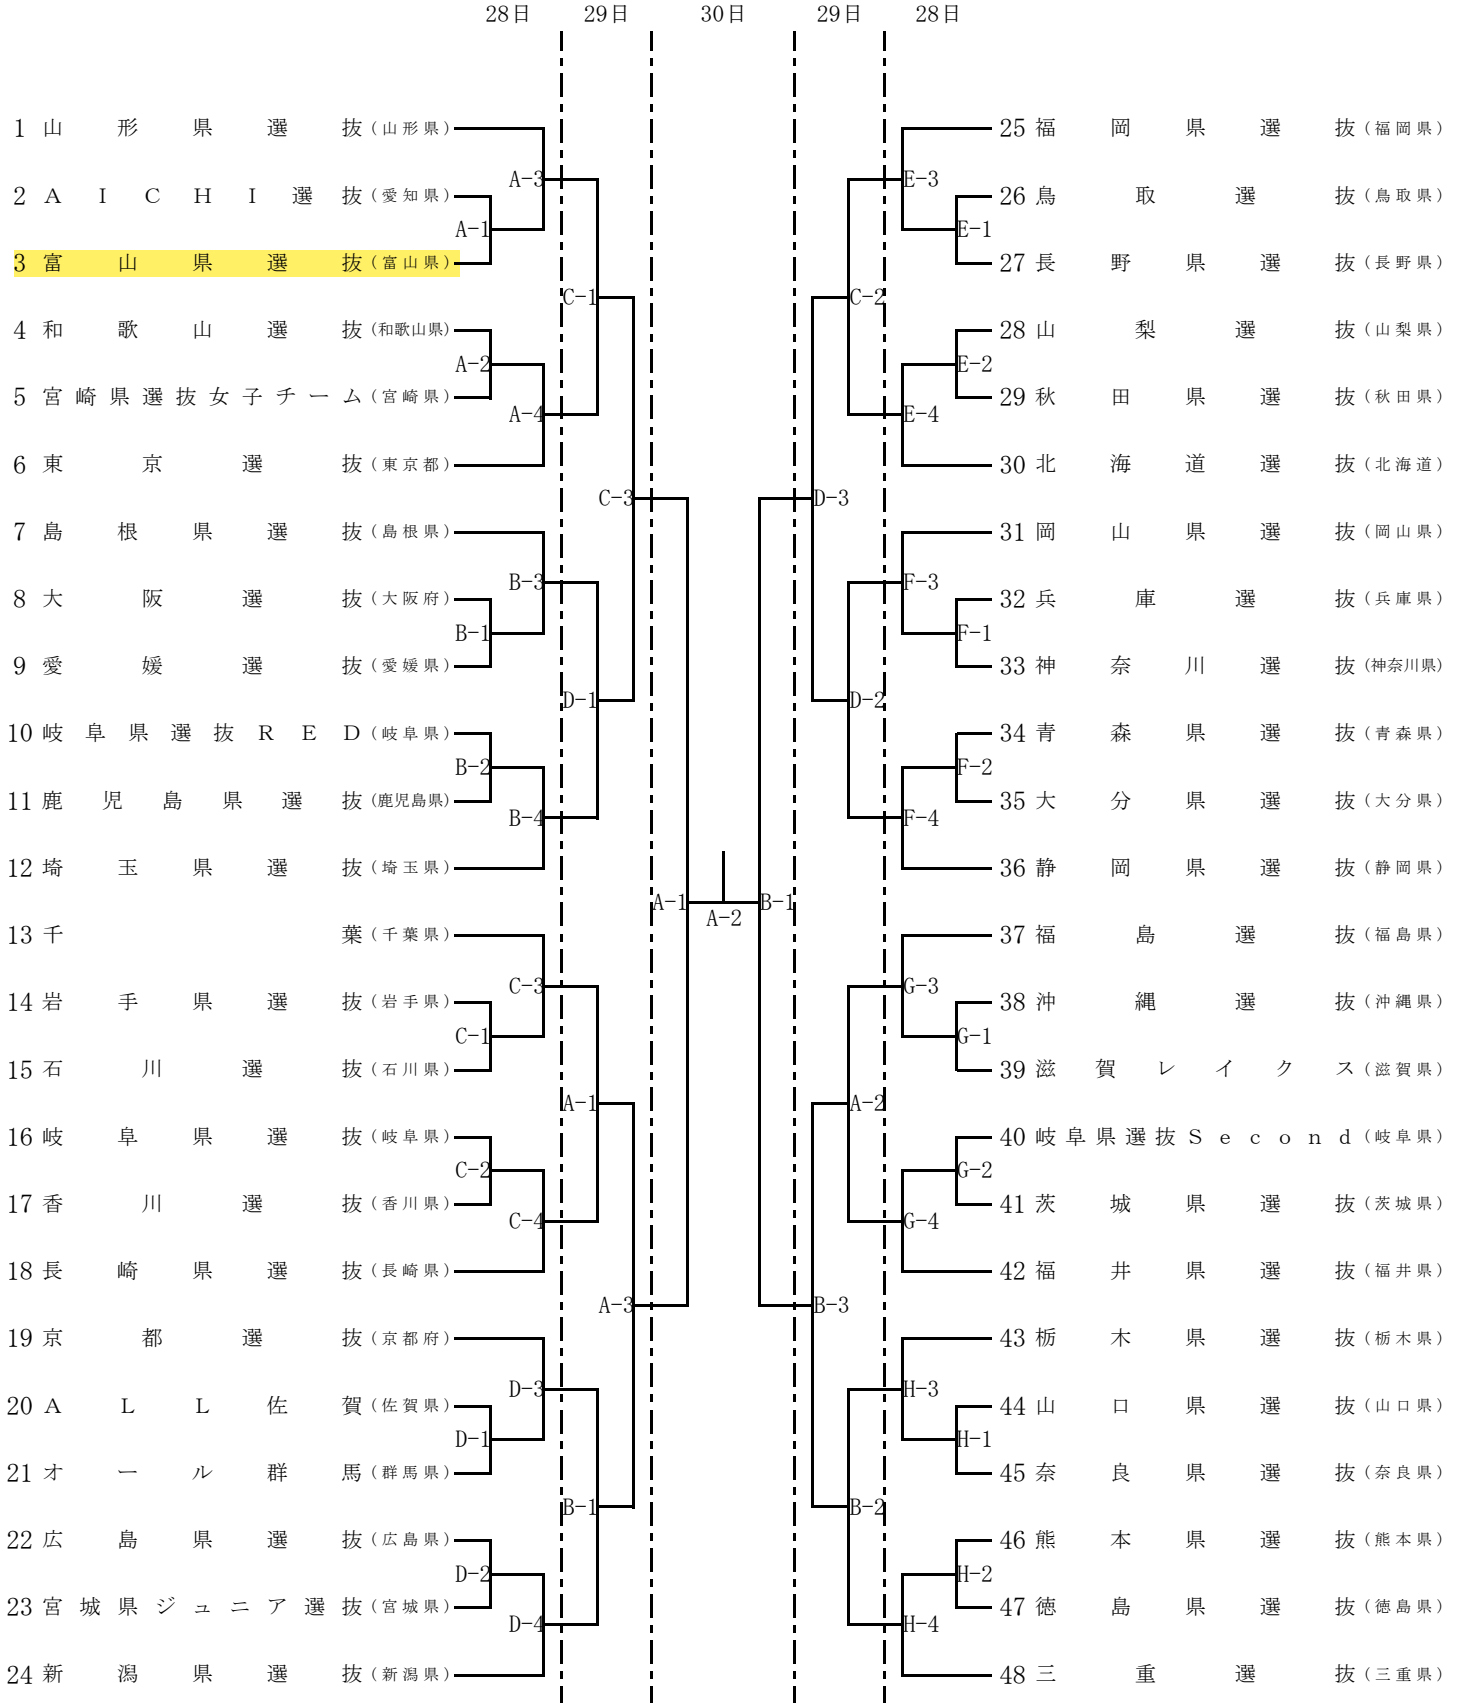 28日 29日 30日 29日 28日
1 山形県選抜(山形県)
25 福岡県選抜(福岡県)
A-3
E-3
2 ＡＩＣＨＩ選抜(愛知県)
26 鳥取選抜(鳥取県)
A-1
E-1
3 富山県選抜(富山県)
27 長野県選抜(長野県)
C-1
C-2
4 和歌山選抜(和歌山県)
28 山梨選抜(山梨県)
A-2
E-2
5 宮崎県選抜女子チーム(宮崎県)
29 秋田県選抜(秋田県)
A-4
E-4
6 東京選抜(東京都)
30 北海道選抜(北海道)
C-3
D-3
7 島根県選抜(島根県)
31 岡山県選抜(岡山県)
B-3
F-3
8 大阪選抜(大阪府)
32 兵庫選抜(兵庫県)
B-1
F-1
9 愛媛選抜(愛媛県)
33 神奈川選抜(神奈川県)
D-1
D-2
10 岐阜県選抜ＲＥＤ(岐阜県)
34 青森県選抜(青森県)
B-2
F-2
11 鹿児島県選抜(鹿児島県)
35 大分県選抜(大分県)
B-4
F-4
12 埼玉県選抜(埼玉県)
36 静岡県選抜(静岡県)
A-1
B-1
A-2
13 千葉(千葉県)
37 福島選抜(福島県)
C-3
G-3
14 岩手県選抜(岩手県)
38 沖縄選抜(沖縄県)
C-1
G-1
15 石川選抜(石川県)
39 滋賀レイクス(滋賀県)
A-1
A-2
16 岐阜県選抜(岐阜県)
40 岐阜県選抜Ｓｅｃｏｎｄ(岐阜県)
C-2
G-2
17 香川選抜(香川県)
41 茨城県選抜(茨城県)
C-4
G-4
18 長崎県選抜(長崎県)
42 福井県選抜(福井県)
A-3
B-3
19 京都選抜(京都府)
43 栃木県選抜(栃木県)
D-3
H-3
20 ＡＬＬ佐賀(佐賀県)
44 山口県選抜(山口県)
D-1
H-1
21 オール群馬(群馬県)
45 奈良県選抜(奈良県)
B-1
B-2
22 広島県選抜(広島県)
46 熊本県選抜(熊本県)
D-2
H-2
23 宮城県ジュニア選抜(宮城県)
47 徳島県選抜(徳島県)
D-4
H-4
24 新潟県選抜(新潟県)
48 三重選抜(三重県)